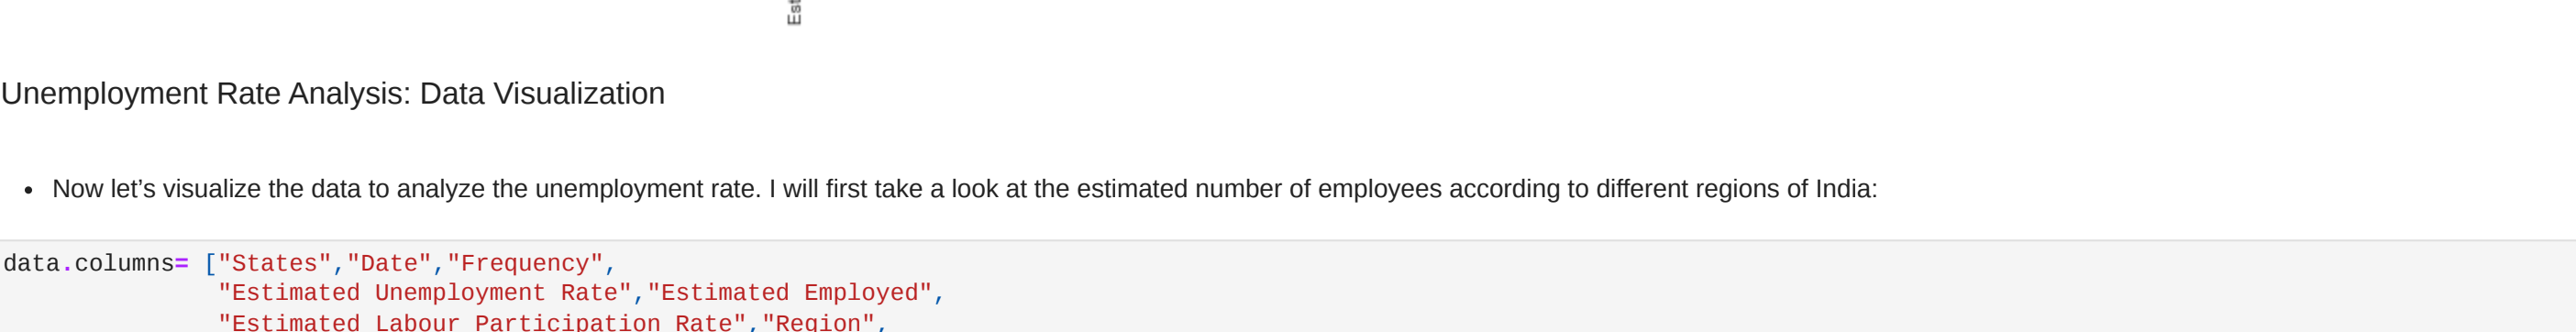 Est
Unemployment Rate Analysis: Data Visualization
• Now let’s visualize the data to analyze the unemployment rate. I will first take a look at the estimated number of employees according to different regions of India:
data.columns= ["States","Date","Frequency",
"Estimated Unemployment Rate","Estimated Employed",
"Estimated Labour Participation Rate","Region",